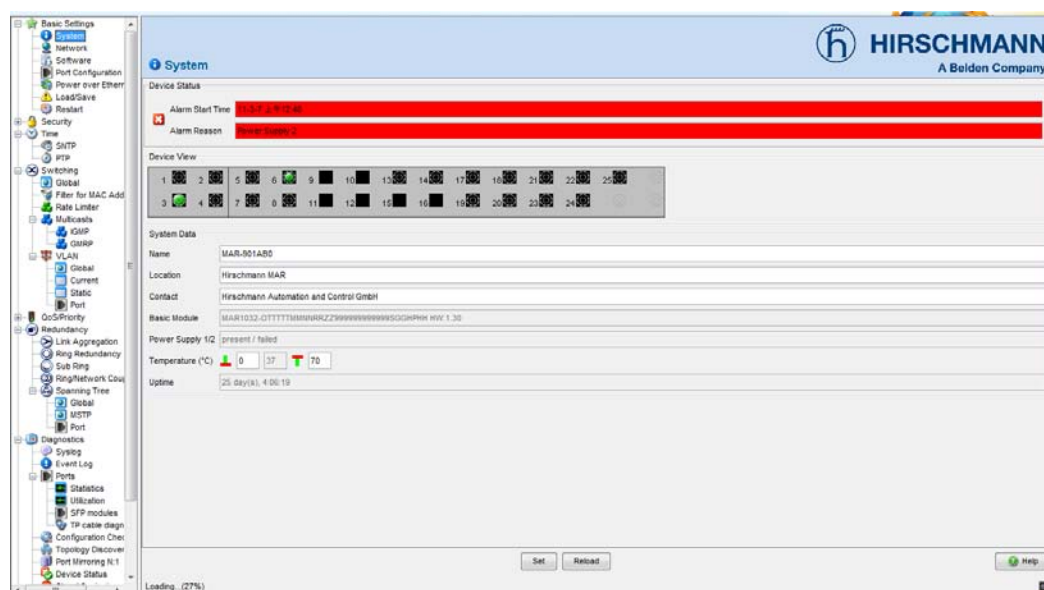 Basic Settings
System
Network
Software
Port Configuration
Power over Ethern
Load/Save
Restart
Security
Time
SNTP
PTP
Switching
Global
Filter for MAC Add
Rate Limiter
Multicasts
IGMP
GMRP
VLAN
Global
Current
Static
Port
QoS/Priority
Redundancy
Link Aggregation
Ring Redundancy
Sub Ring
Ring/Network Coup
Spanning Tree
Global
MSTP
Port
Diagnostics
Syslog
Event Log
Ports
Statistics
Utilization
SFP modules
TP cable diagn
Configuration Chec
Topology Discover
Port Mirroring N:1
Device Status
HIRSCHMANN
A Belden Company
System
Device Status
Alarm Start Time
Alarm Reason Power Supply 2
Device View
1 2 5 6 9 10 13 14 17 18 21 22 25
3 4 7 8 11 12 15 16 19 20 23 24
System Data
Name MAR-901AB0
Location Hirschmann MAR
Contact Hirschmann Automation and Control GmbH
Basic Module HW: 1.30
Power Supply 1/2 present / failed
Temperature (°C) 0 37 70
Uptime 25 day(s), 4:06:19
Set Reload Help
Loading...(27%)